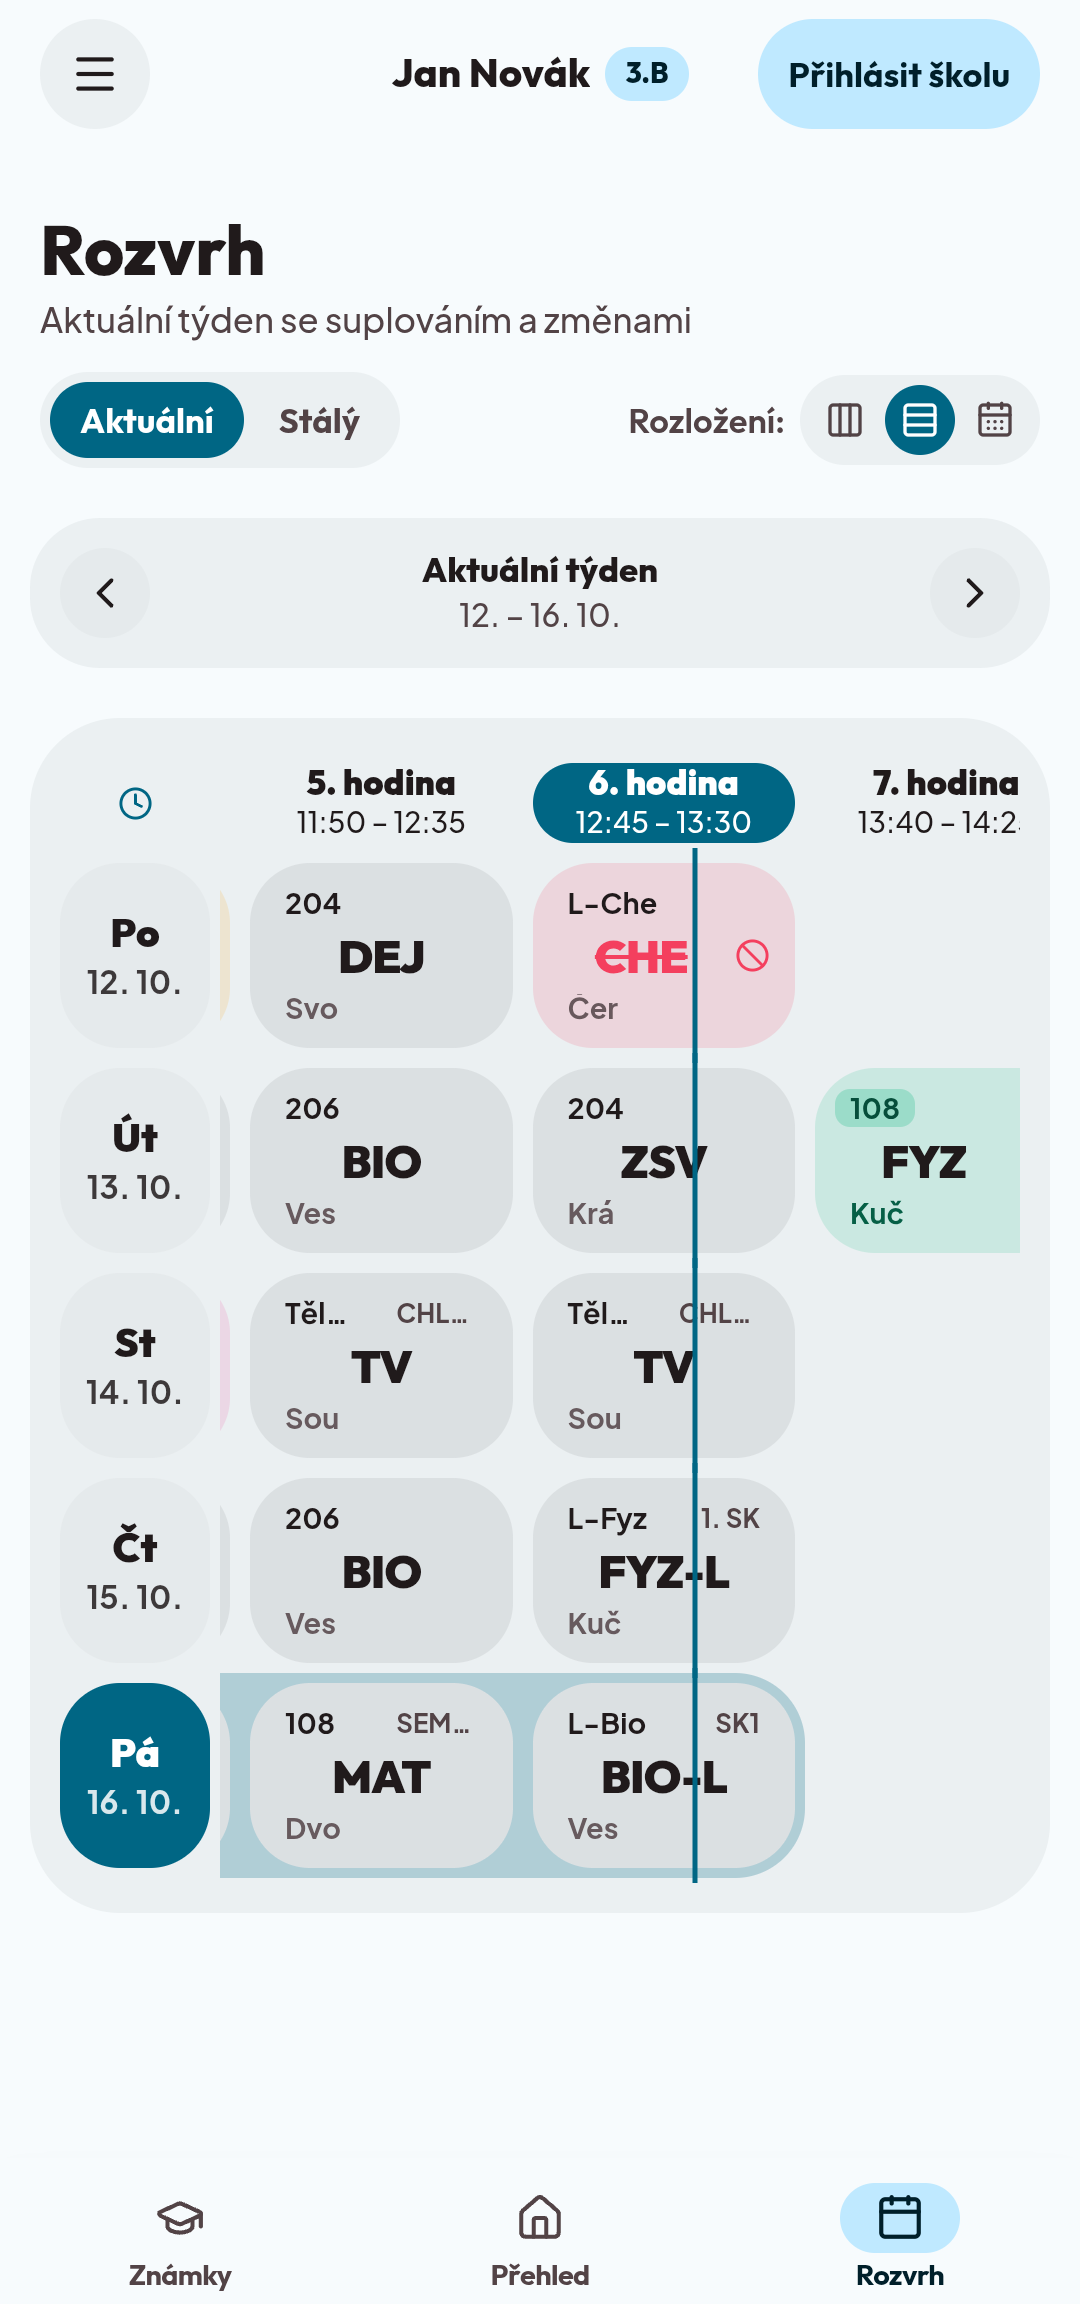 Jan Novák 3.B
Přihlásit školu
Rozvrh
Aktuální týden se suplováním a změnami
Aktuální Stálý
Rozložení:
Aktuální týden
12. – 16. 10.
5. hodina 6. hodina 7. hodina
11:50 – 12:35 12:45 – 13:30 13:40 – 14:2
Po
12. 10.
204
DEJ
Svo
L-Che
CHE
Čer
Út
13. 10.
206
BIO
Ves
204
ZSV
Krá
108
FYZ
Kuč
St
14. 10.
Těl… CHL…
TV
Sou
Těl… CHL…
TV
Sou
Čt
15. 10.
206
BIO
Ves
L-Fyz 1. SK
FYZ-L
Kuč
Pá
16. 10.
108 SEM…
MAT
Dvo
L-Bio SK1
BIO-L
Ves
Známky Přehled Rozvrh